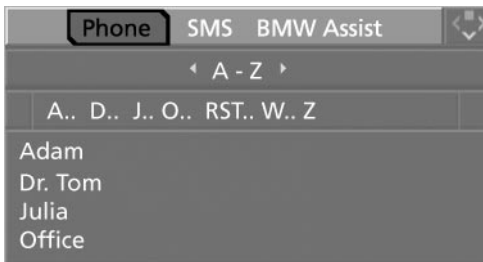 Phone SMS BMW Assist
A - Z
A.. D.. J.. O.. RST.. W.. Z
Adam
Dr. Tom
Julia
Office